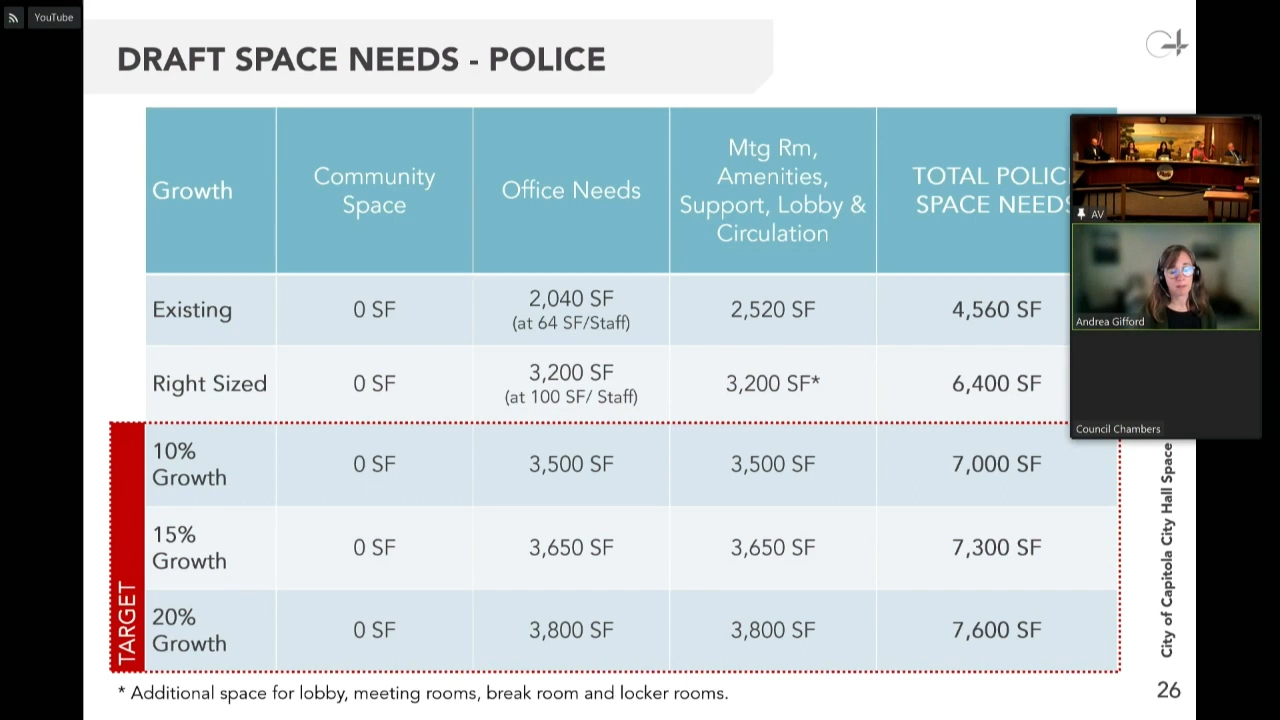 YouTube
DRAFT SPACE NEEDS - POLICE
Growth
Community
Space
Office Needs
Mtg Rm,
Amenities,
Support, Lobby &
Circulation
TOTAL POLIC
SPACE NEEDS
Existing
0 SF
2,040 SF
(at 64 SF/Staff)
2,520 SF
4,560 SF
Right Sized
0 SF
3,200 SF
(at 100 SF/ Staff)
3,200 SF*
6,400 SF
TARGET
10%
Growth
0 SF
3,500 SF
3,500 SF
7,000 SF
15%
Growth
0 SF
3,650 SF
3,650 SF
7,300 SF
20%
Growth
0 SF
3,800 SF
3,800 SF
7,600 SF
* Additional space for lobby, meeting rooms, break room and locker rooms.
AV
Andrea Gifford
Council Chambers
City of Capitola City Hall Space
26